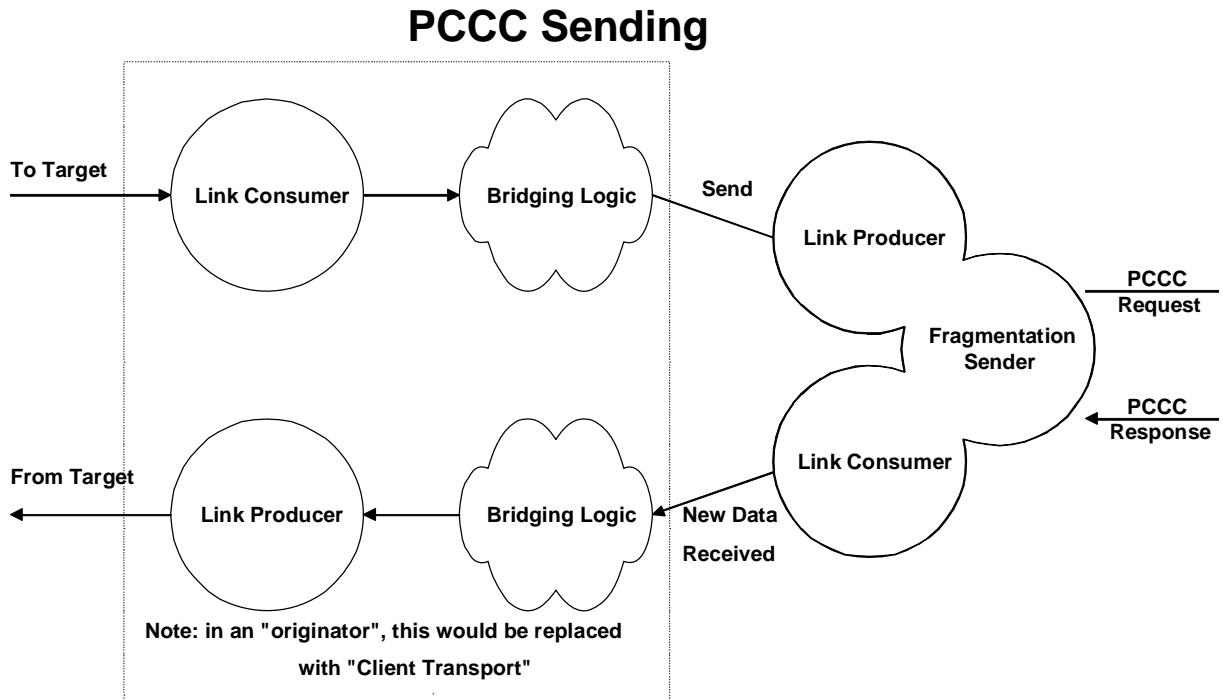 PCCC Sending
To Target
Link Consumer
Bridging Logic
Send
Link Producer
PCCC
Request
Fragmentation
Sender
PCCC
Response
From Target
Link Producer
Bridging Logic
New Data
Received
Link Consumer
Note: in an "originator", this would be replaced
with "Client Transport"